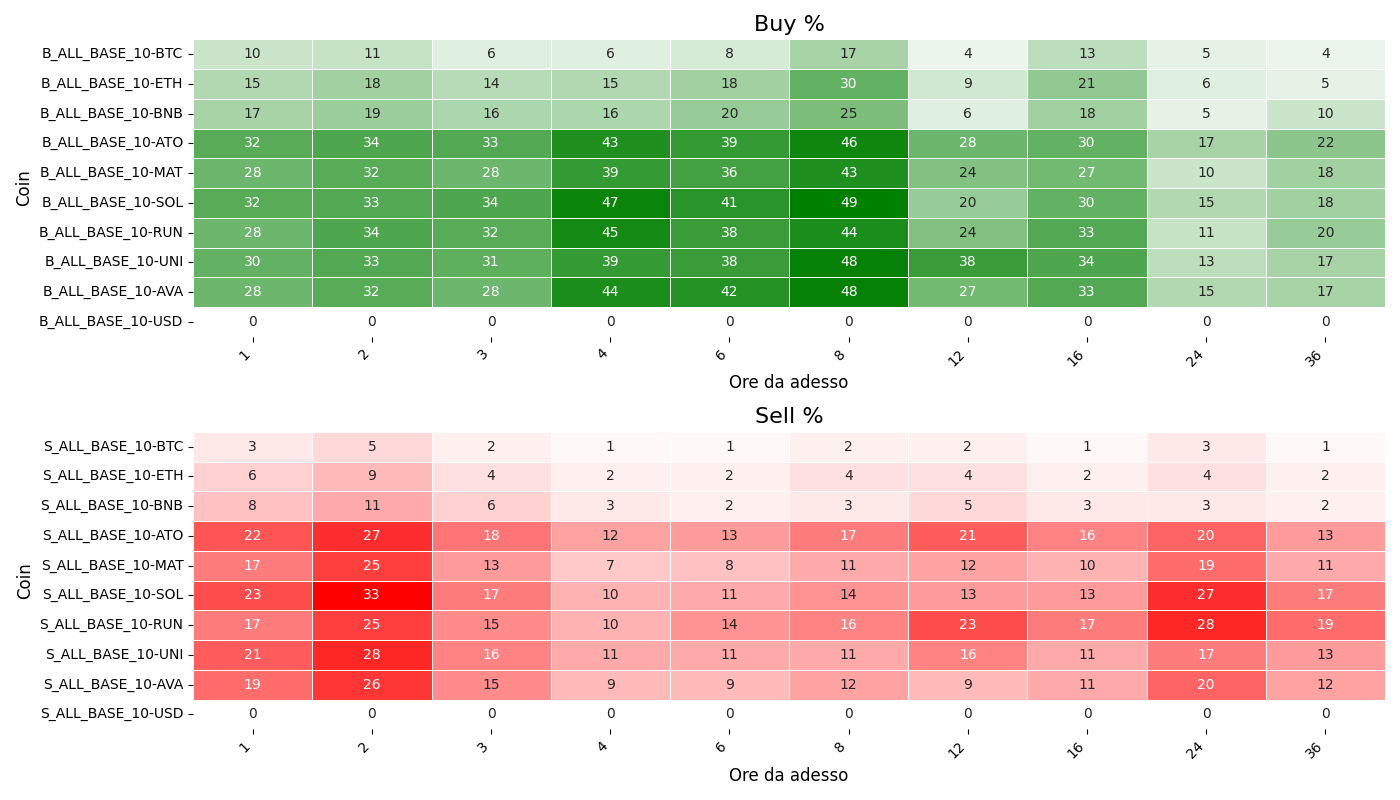 Buy %
Coin
B_ALL_BASE_10-BTC 10 11 6 6 8 17 4 13 5 4
B_ALL_BASE_10-ETH 15 18 14 15 18 30 9 21 6 5
B_ALL_BASE_10-BNB 17 19 16 16 20 25 6 18 5 10
B_ALL_BASE_10-ATO 32 34 33 43 39 46 28 30 17 22
B_ALL_BASE_10-MAT 28 32 28 39 36 43 24 27 10 18
B_ALL_BASE_10-SOL 32 33 34 47 41 49 20 30 15 18
B_ALL_BASE_10-RUN 28 34 32 45 38 44 24 33 11 20
B_ALL_BASE_10-UNI 30 33 31 39 38 48 38 34 13 17
B_ALL_BASE_10-AVA 28 32 28 44 42 48 27 33 15 17
B_ALL_BASE_10-USD 0 0 0 0 0 0 0 0 0 0
1 2 3 4 6 8 12 16 24 36
Ore da adesso
Sell %
Coin
S_ALL_BASE_10-BTC 3 5 2 1 1 2 2 1 3 1
S_ALL_BASE_10-ETH 6 9 4 2 2 4 4 2 4 2
S_ALL_BASE_10-BNB 8 11 6 3 2 3 5 3 3 2
S_ALL_BASE_10-ATO 22 27 18 12 13 17 21 16 20 13
S_ALL_BASE_10-MAT 17 25 13 7 8 11 12 10 19 11
S_ALL_BASE_10-SOL 23 33 17 10 11 14 13 13 27 17
S_ALL_BASE_10-RUN 17 25 15 10 14 16 23 17 28 19
S_ALL_BASE_10-UNI 21 28 16 11 11 11 16 11 17 13
S_ALL_BASE_10-AVA 19 26 15 9 9 12 9 11 20 12
S_ALL_BASE_10-USD 0 0 0 0 0 0 0 0 0 0
1 2 3 4 6 8 12 16 24 36
Ore da adesso